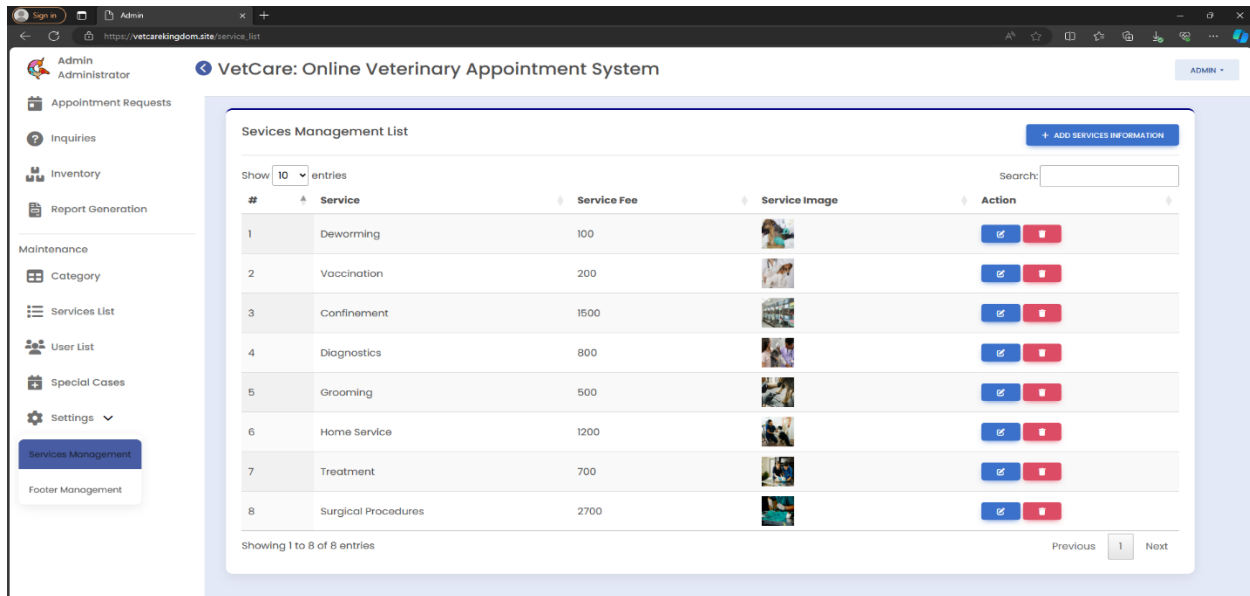 Sign in
Admin
https://vetcarekingdom.site/service_list
Admin
Administrator
VetCare: Online Veterinary Appointment System
ADMIN
Appointment Requests
Inquiries
Inventory
Report Generation
Maintenance
Category
Services List
User List
Special Cases
Settings
Services Management
Footer Management
Sevices Management List
+ ADD SERVICES INFORMATION
Show 10 entries
Search:
# Service Service Fee Service Image Action
1 Deworming 100
2 Vaccination 200
3 Confinement 1500
4 Diagnostics 800
5 Grooming 500
6 Home Service 1200
7 Treatment 700
8 Surgical Procedures 2700
Showing 1 to 8 of 8 entries
Previous 1 Next